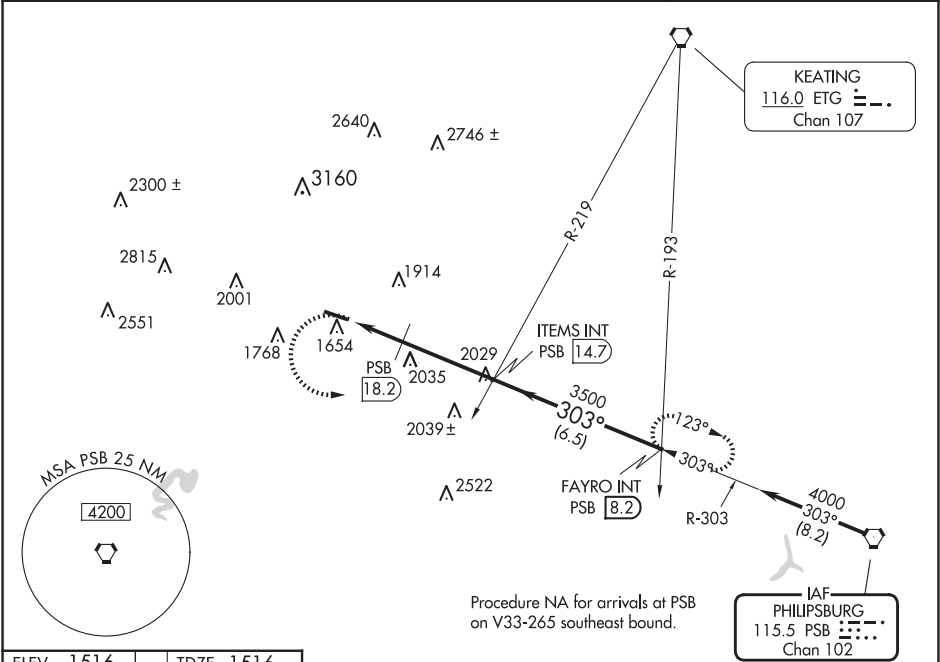 KEATING
116.0 ETG
Chan 107
2640
2746 ±
3160
2300 ±
R-219
R-193
2815
2001
1914
2551
1768
1654
ITEMS INT
PSB 14.7
PSB
18.2
2035
2029
3500
303°
(6.5)
2039 ±
123°
303°
2522
FAYRO INT
PSB 8.2
R-303
4000
303°
(8.2)
MSA PSB 25 NM
4200
Procedure NA for arrivals at PSB
on V33-265 southeast bound.
IAF
PHILIPSBURG
115.5 PSB
Chan 102
ELEV 1516 TDZE 1516